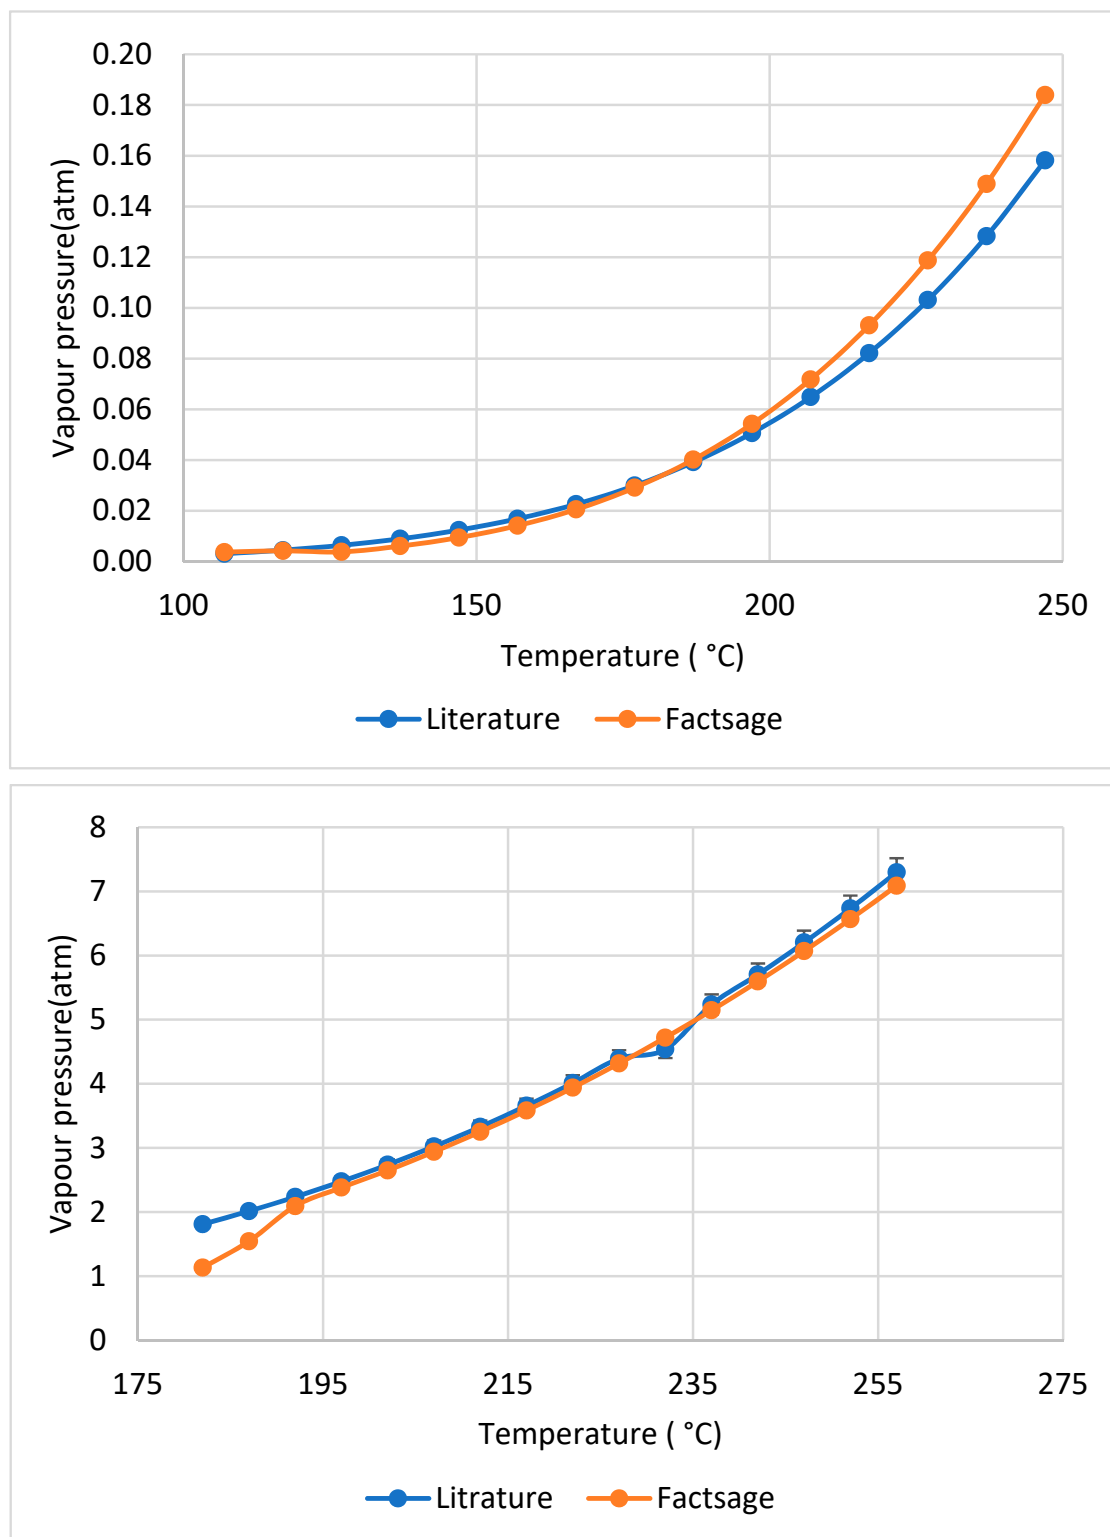 0.20
0.18
0.16
0.14
0.12
0.10
0.08
0.06
0.04
0.02
0.00
Vapour pressure(atm)
100 150 200 250
Temperature ( °C)
Literature Factsage
8
7
6
5
4
3
2
1
0
Vapour pressure(atm)
175 195 215 235 255 275
Temperature ( °C)
Litrature Factsage